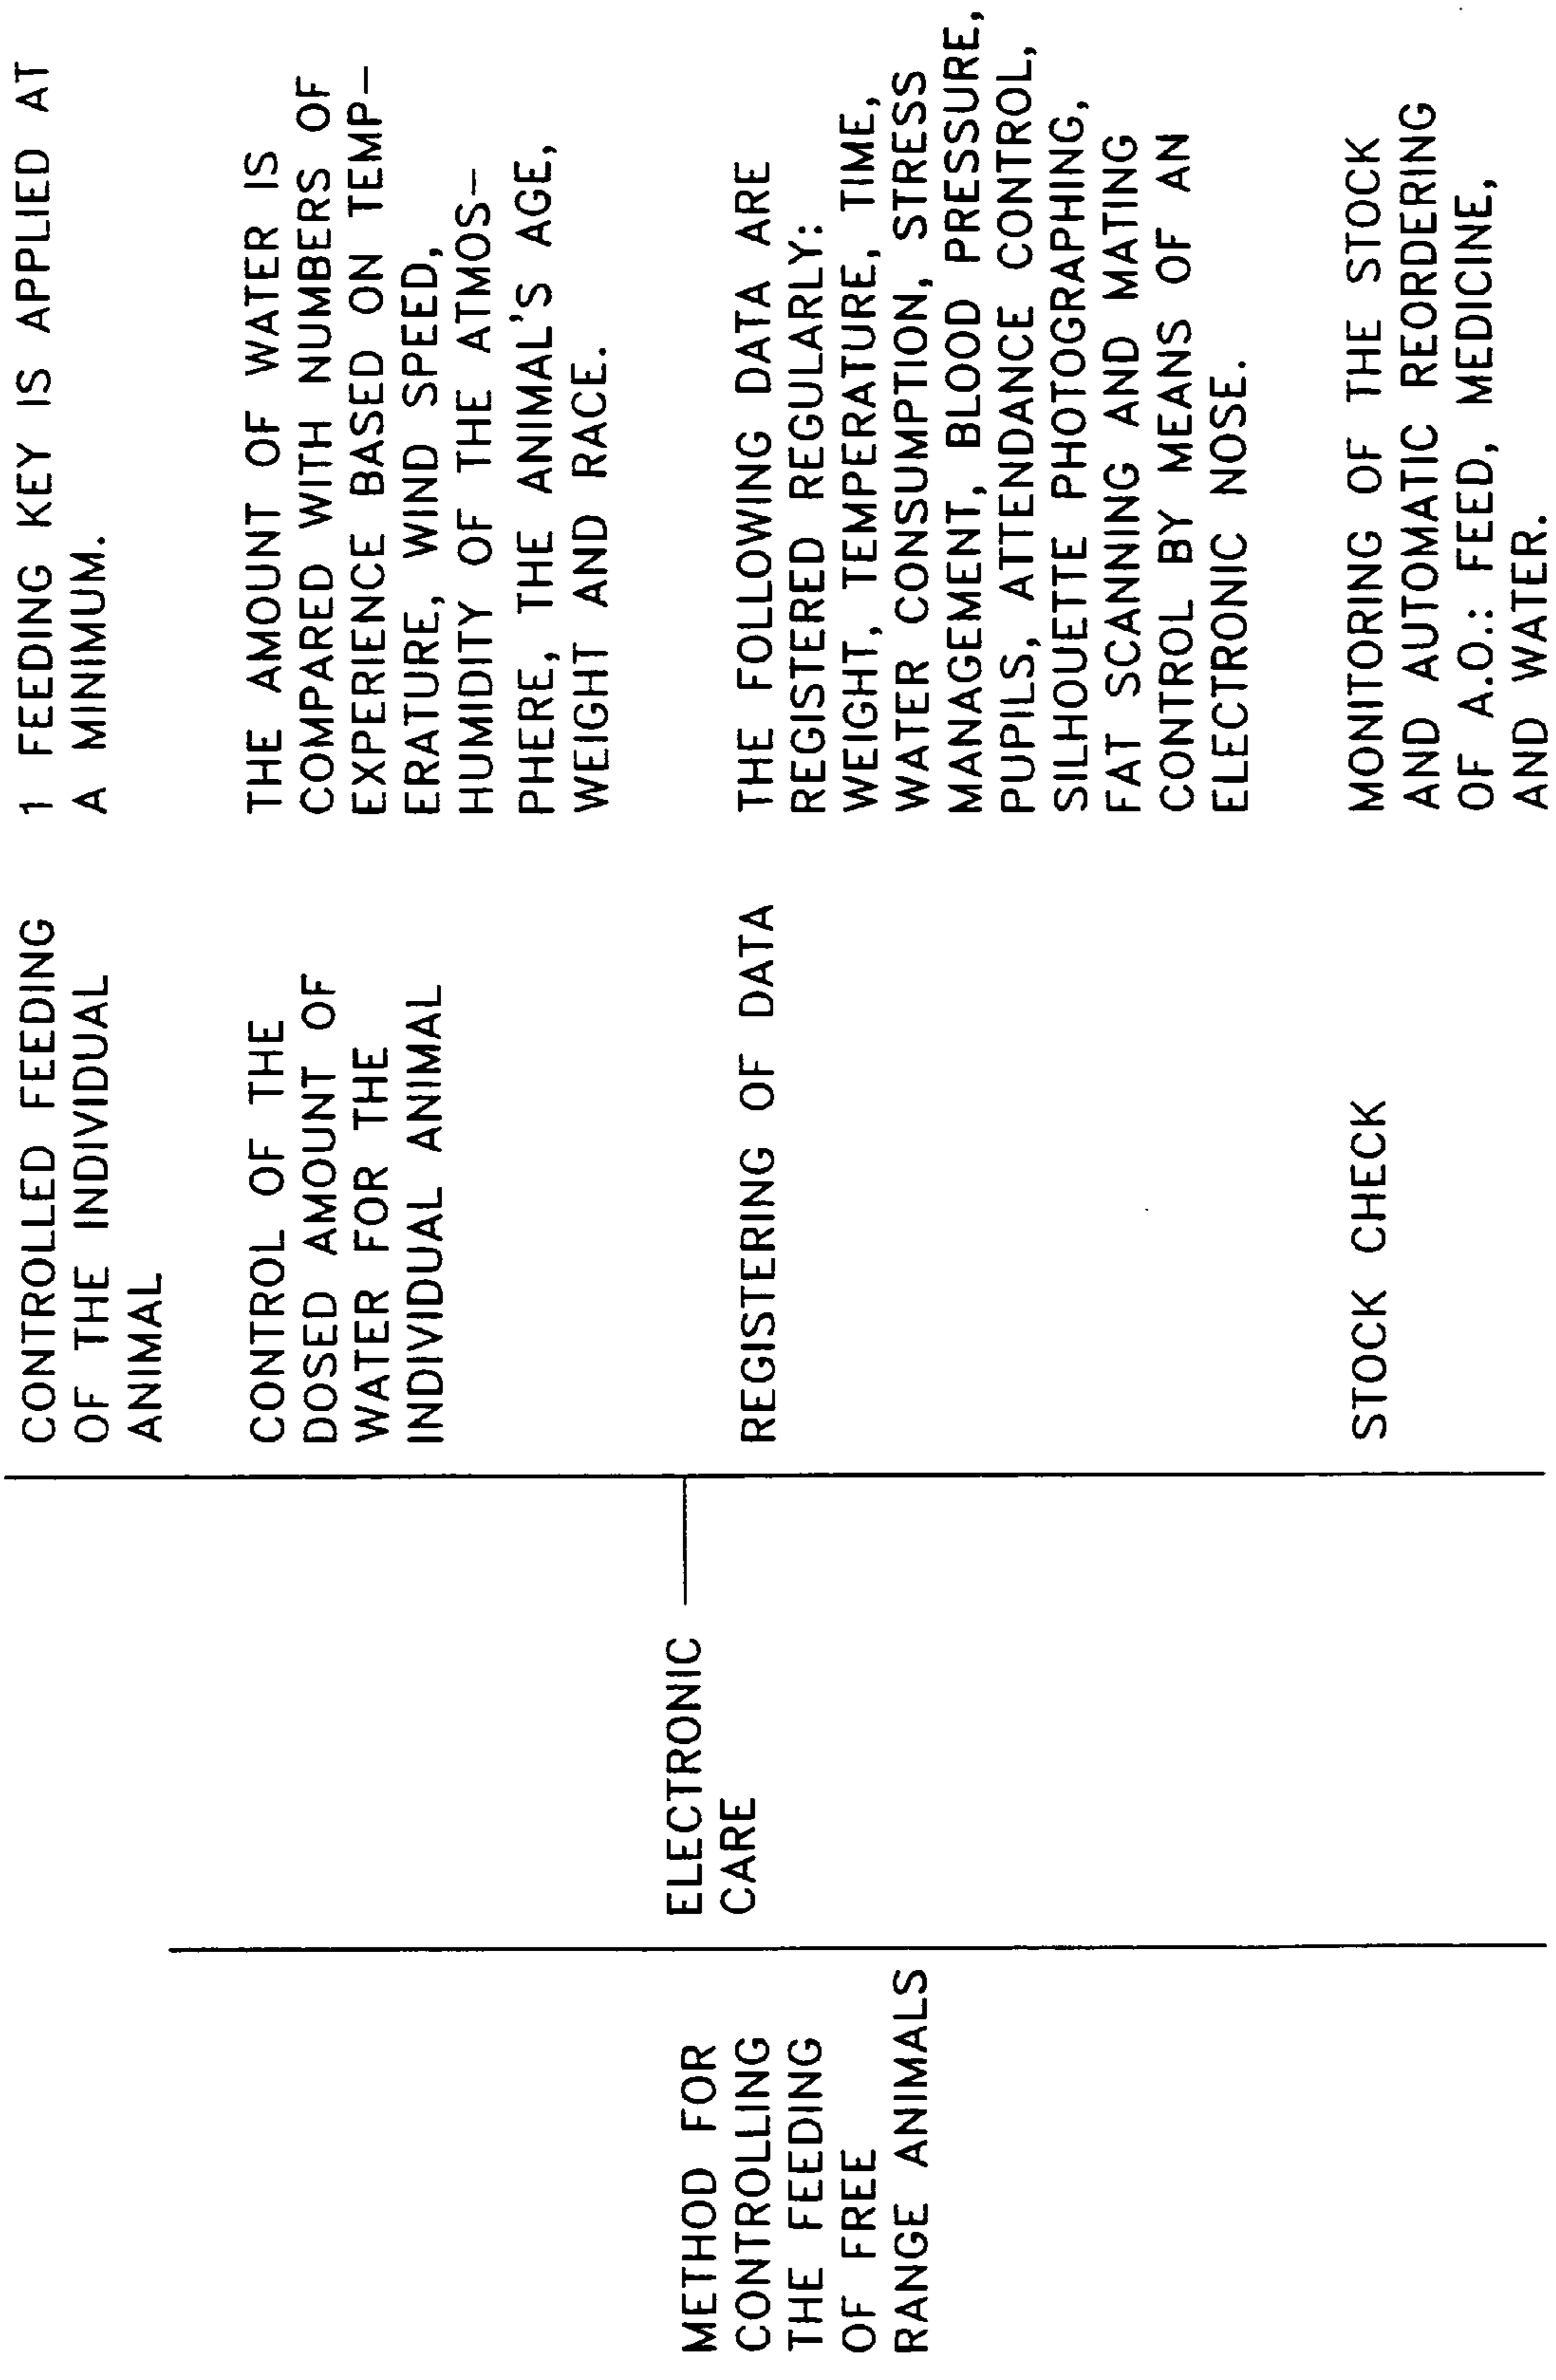 METHOD FOR
CONTROLLING
THE FEEDING
OF FREE
RANGE ANIMALS
ELECTRONIC
CARE
CONTROLLED FEEDING
OF THE INDIVIDUAL
ANIMAL
1 FEEDING KEY IS APPLIED AT
A MINIMUM.
CONTROL OF THE
DOSED AMOUNT OF
WATER FOR THE
INDIVIDUAL ANIMAL
THE AMOUNT OF WATER IS
COMPARED WITH NUMBERS OF
EXPERIENCE BASED ON TEMP-
ERATURE, WIND SPEED,
HUMIDITY OF THE ATMOS-
PHERE, THE ANIMAL'S AGE,
WEIGHT AND RACE.
REGISTERING OF DATA
THE FOLLOWING DATA ARE
REGISTERED REGULARLY:
WEIGHT, TEMPERATURE, TIME,
WATER CONSUMPTION, STRESS
MANAGEMENT, BLOOD PRESSURE,
PUPILS, ATTENDANCE CONTROL,
SILHOUETTE PHOTOGRAPHING,
FAT SCANNING AND MATING
CONTROL BY MEANS OF AN
ELECTRONIC NOSE.
STOCK CHECK
MONITORING OF THE STOCK
AND AUTOMATIC REORDERING
OF A.O.: FEED, MEDICINE,
AND WATER.